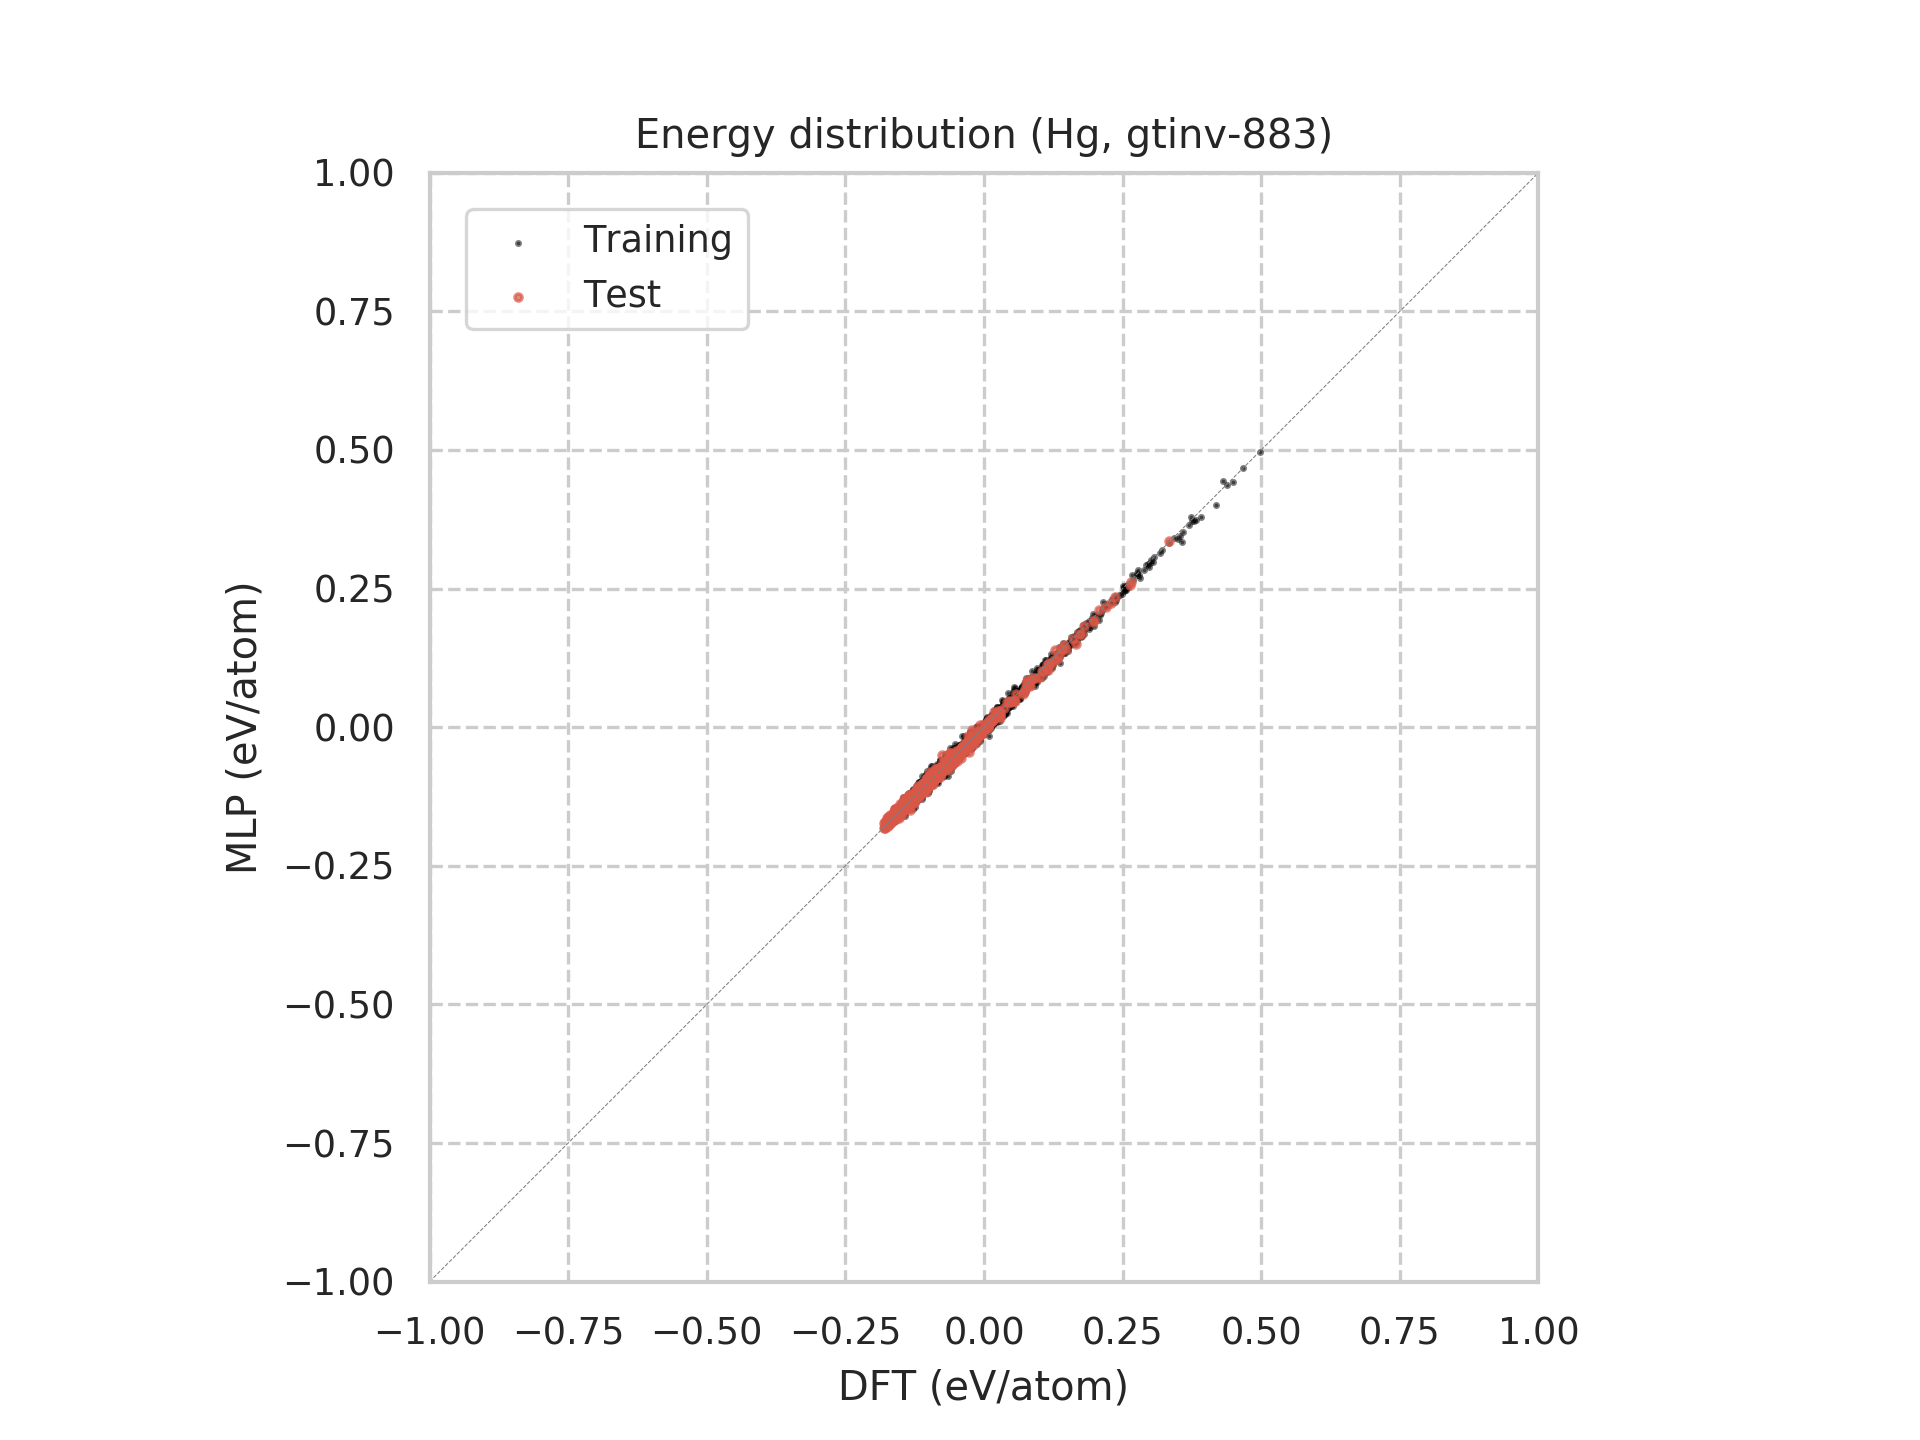 Energy distribution (Hg, gtinv-883)
1.00
0.75
0.50
0.25
0.00
−0.25
−0.50
−0.75
−1.00
MLP (eV/atom)
Training
Test
−1.00 −0.75 −0.50 −0.25 0.00 0.25 0.50 0.75 1.00
DFT (eV/atom)